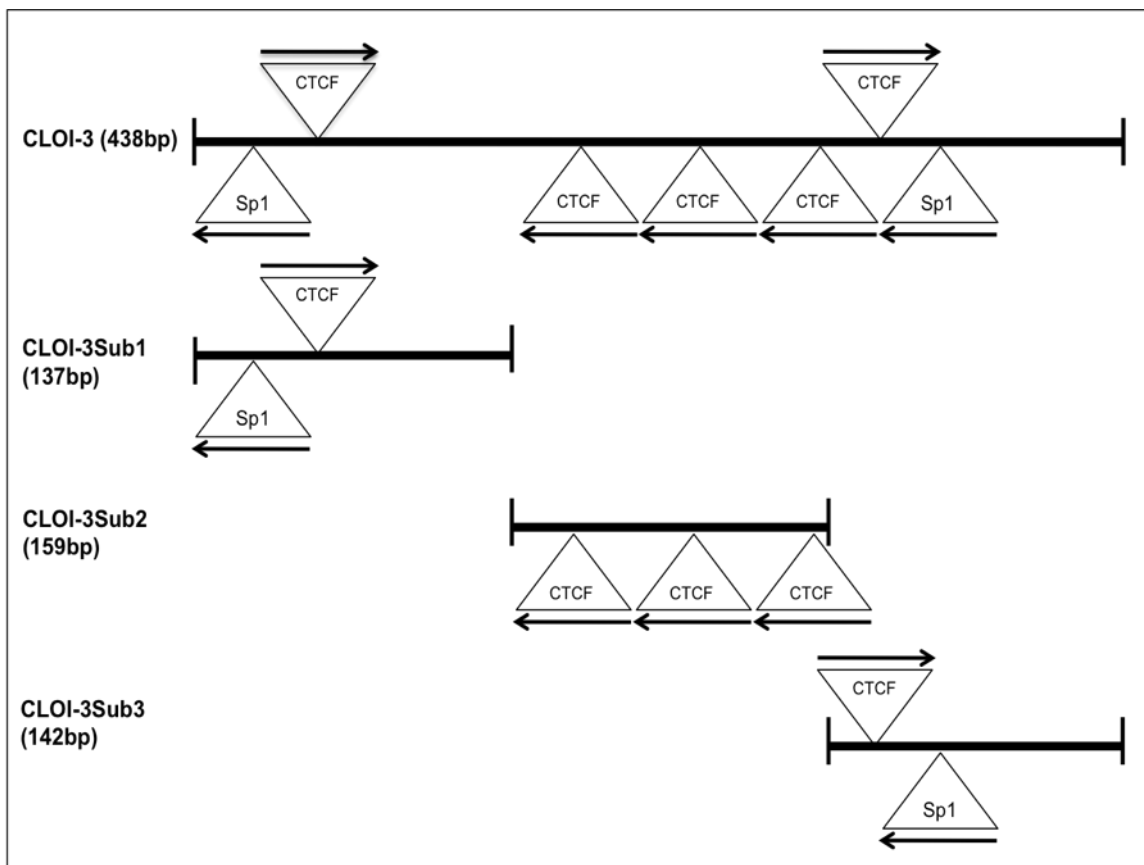 CTCF
CTCF
CLOI-3 (438bp)
Sp1
CTCF
CTCF
CTCF
Sp1
CTCF
CLOI-3Sub1
(137bp)
Sp1
CLOI-3Sub2
(159bp)
CTCF
CTCF
CTCF
CTCF
CLOI-3Sub3
(142bp)
Sp1